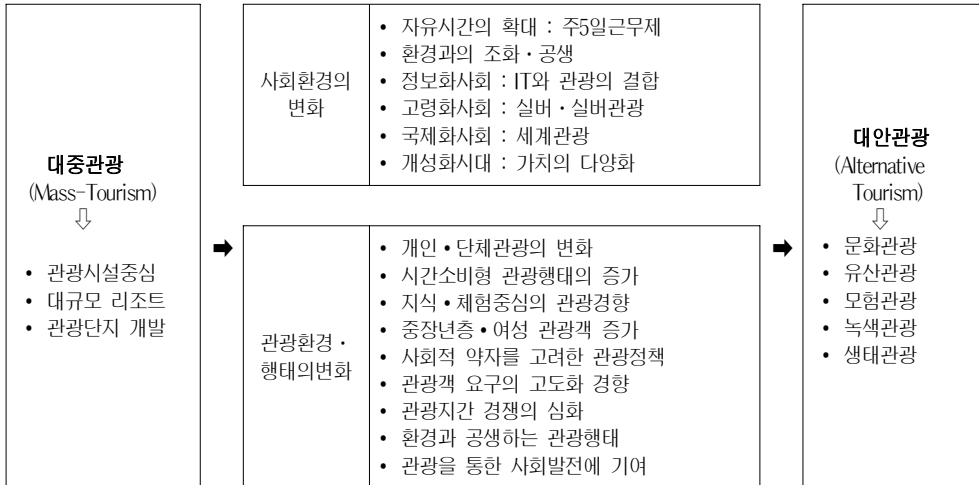 대중관광
(Mass-Tourism)
⇩
• 관광시설중심
• 대규모 리조트
• 관광단지 개발
➡
사회환경의
변화
• 자유시간의 확대 : 주5일근무제
• 환경과의 조화·공생
• 정보화사회 : IT와 관광의 결합
• 고령화사회 : 실버·실버관광
• 국제화사회 : 세계관광
• 개성화시대 : 가치의 다양화
관광환경·
행태의변화
• 개인•단체관광의 변화
• 시간소비형 관광행태의 증가
• 지식•체험중심의 관광경향
• 중장년층•여성 관광객 증가
• 사회적 약자를 고려한 관광정책
• 관광객 요구의 고도화 경향
• 관광지간 경쟁의 심화
• 환경과 공생하는 관광행태
• 관광을 통한 사회발전에 기여
➡
대안관광
(Alternative
Tourism)
⇩
• 문화관광
• 유산관광
• 모험관광
• 녹색관광
• 생태관광